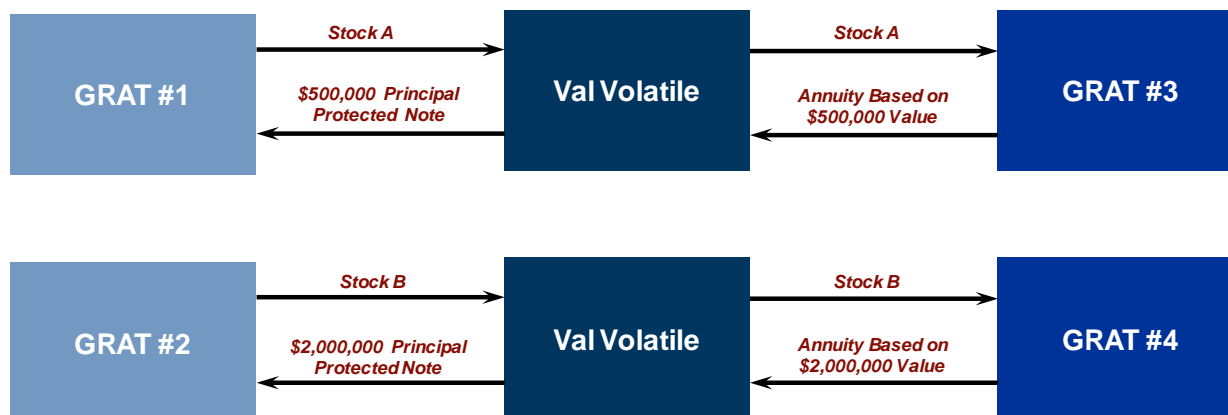 Stock A
Stock A
GRAT #1
$500,000 Principal
Protected Note
Val Volatile
Annuity Based on
$500,000 Value
GRAT #3
Stock B
Stock B
GRAT #2
$2,000,000 Principal
Protected Note
Val Volatile
Annuity Based on
$2,000,000 Value
GRAT #4